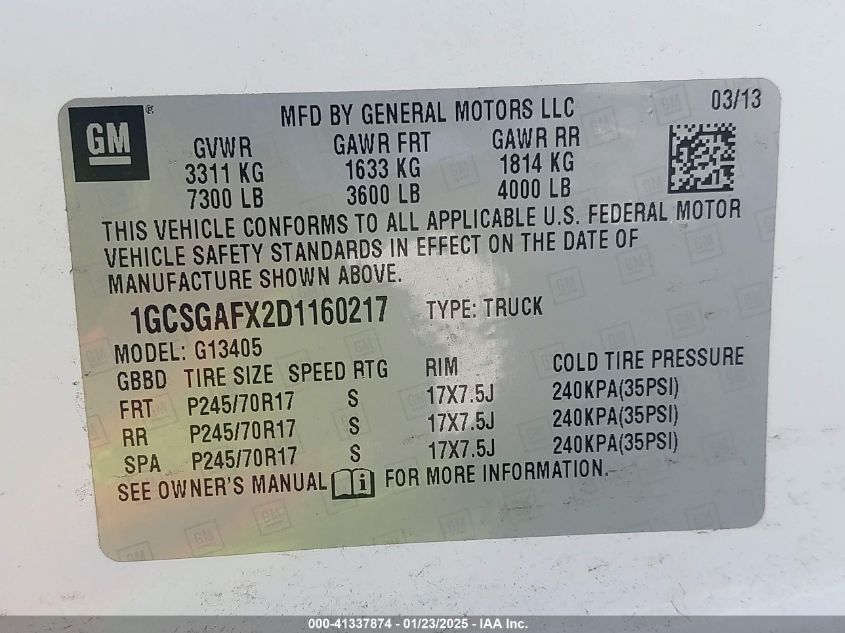 GM®
MFD BY GENERAL MOTORS LLC 03/13
GVWR GAWR FRT GAWR RR
3311 KG 1633 KG 1814 KG
7300 LB 3600 LB 4000 LB
THIS VEHICLE CONFORMS TO ALL APPLICABLE U.S. FEDERAL MOTOR
VEHICLE SAFETY STANDARDS IN EFFECT ON THE DATE OF
MANUFACTURE SHOWN ABOVE.
1GCSGAFX2D1160217 TYPE: TRUCK
MODEL: G13405
GBBD TIRE SIZE SPEED RTG RIM COLD TIRE PRESSURE
FRT P245/70R17 S 17X7.5J 240KPA(35PSI)
RR P245/70R17 S 17X7.5J 240KPA(35PSI)
SPA P245/70R17 S 17X7.5J 240KPA(35PSI)
SEE OWNER'S MANUAL i FOR MORE INFORMATION.
000-41337874 - 01/23/2025 - IAA Inc.